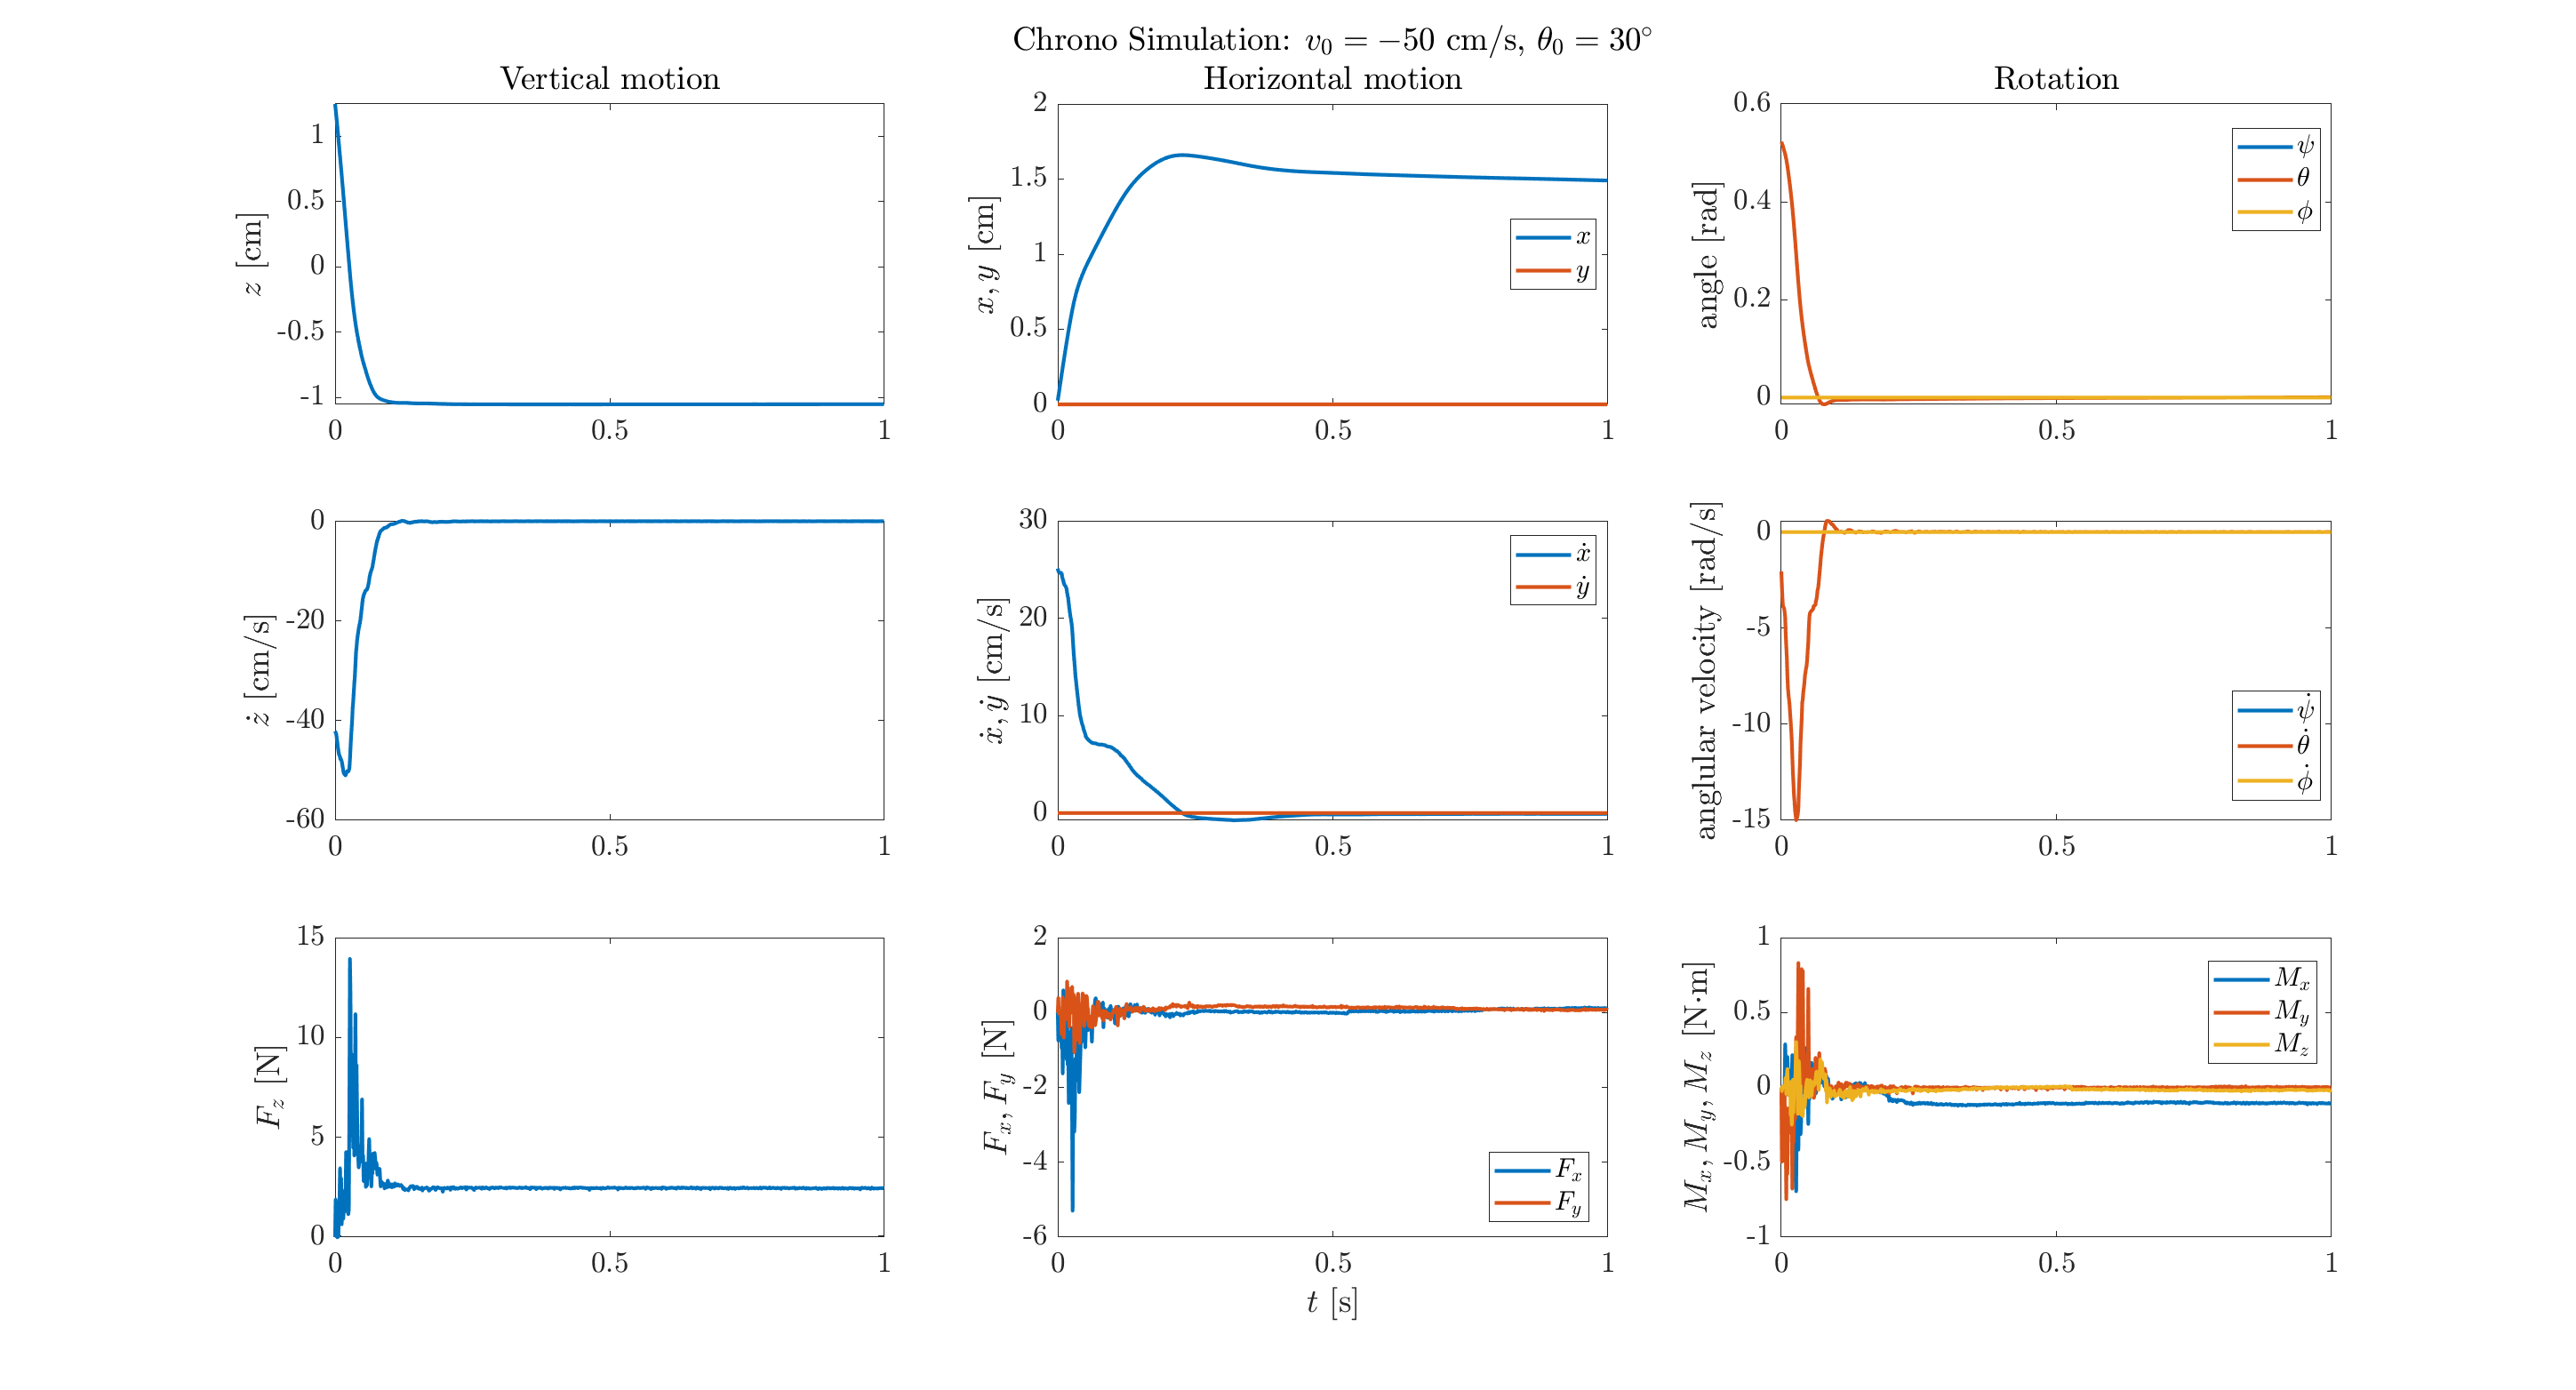 Chrono Simulation: v₀ = −50 cm/s, θ₀ = 30°
Vertical motion
Horizontal motion
Rotation
z [cm]
1
0.5
0
-0.5
-1
0 0.5 1
x, y [cm]
2
1.5
1
0.5
0
0 0.5 1
x
y
angle [rad]
0.6
0.4
0.2
0
0 0.5 1
ψ
θ
ϕ
ż [cm/s]
0
-20
-40
-60
0 0.5 1
ẋ, ẏ [cm/s]
30
20
10
0
0 0.5 1
ẋ
ẏ
anglular velocity [rad/s]
0
-5
-10
-15
0 0.5 1
ψ̇
θ̇
ϕ̇
F_z [N]
15
10
5
0
0 0.5 1
F_x, F_y [N]
2
0
-2
-4
-6
0 0.5 1
F_x
F_y
M_x, M_y, M_z [N·m]
1
0.5
0
-0.5
-1
0 0.5 1
M_x
M_y
M_z
t [s]